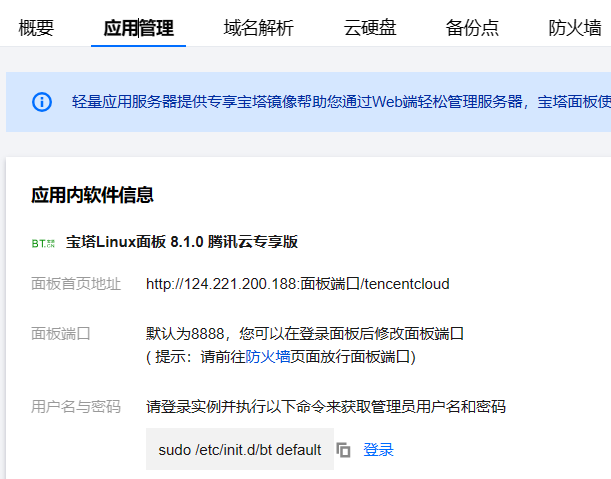 概要 应用管理 域名解析 云硬盘 备份点 防火墙
轻量应用服务器提供专享宝塔镜像帮助您通过Web端轻松管理服务器，宝塔面板使
应用内软件信息
BT.CN 宝塔Linux面板 8.1.0 腾讯云专享版
面板首页地址 http://124.221.200.188:面板端口/tencentcloud
面板端口 默认为8888，您可以在登录面板后修改面板端口
( 提示：请前往防火墙页面放行面板端口)
用户名与密码 请登录实例并执行以下命令来获取管理员用户名和密码
sudo /etc/init.d/bt default 登录